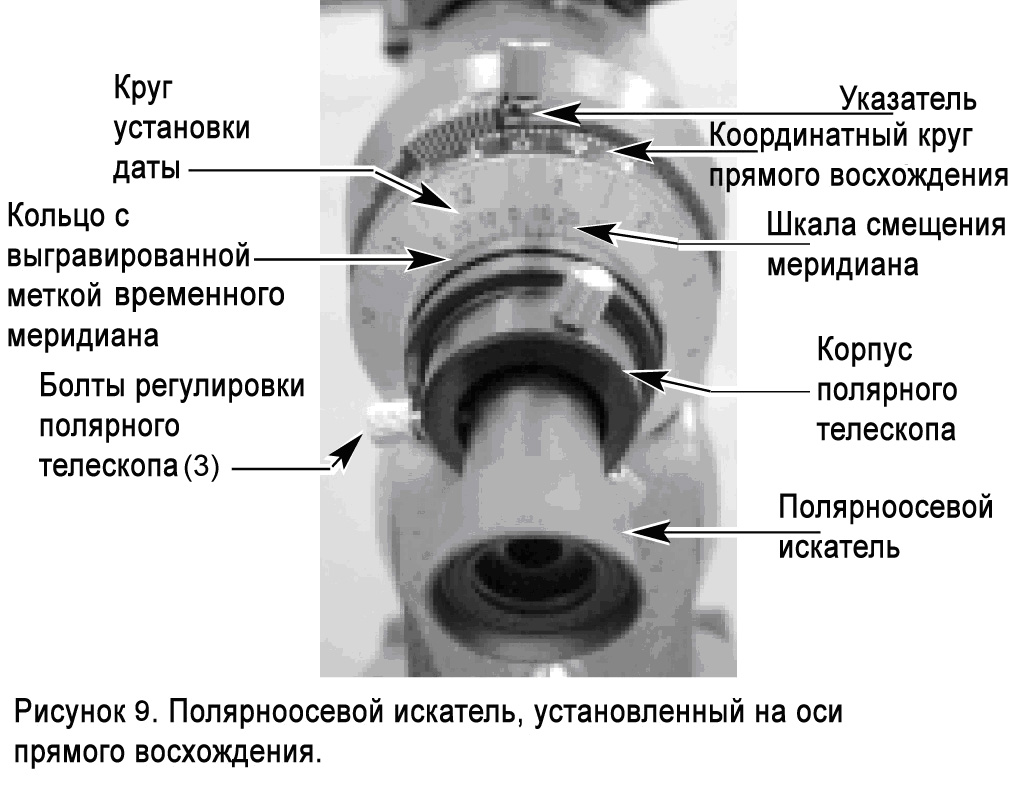 Круг
установки
даты
Кольцо с
выгравированной
меткой временного
меридиана
Болты регулировки
полярного
телескопа (3)
Указатель
Координатный круг
прямого восхождения
Шкала смещения
меридиана
Корпус
полярного
телескопа
Полярноосевой
искатель
Рисунок 9. Полярноосевой искатель, установленный на оси
прямого восхождения.